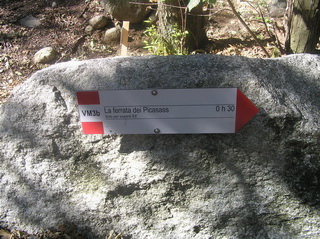 VM3b
La ferrata dei Picasass
0 h 30